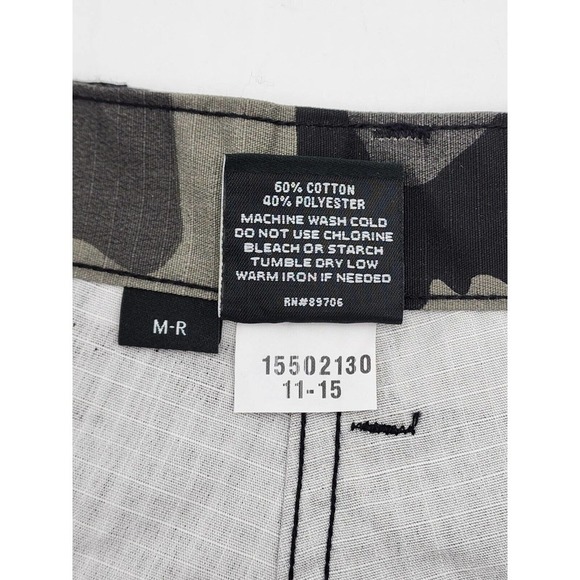 60% COTTON
40% POLYESTER
MACHINE WASH COLD
DO NOT USE CHLORINE
BLEACH OR STARCH
TUMBLE DRY LOW
WARM IRON IF NEEDED
RN#89706
M-R
15502130
11-15